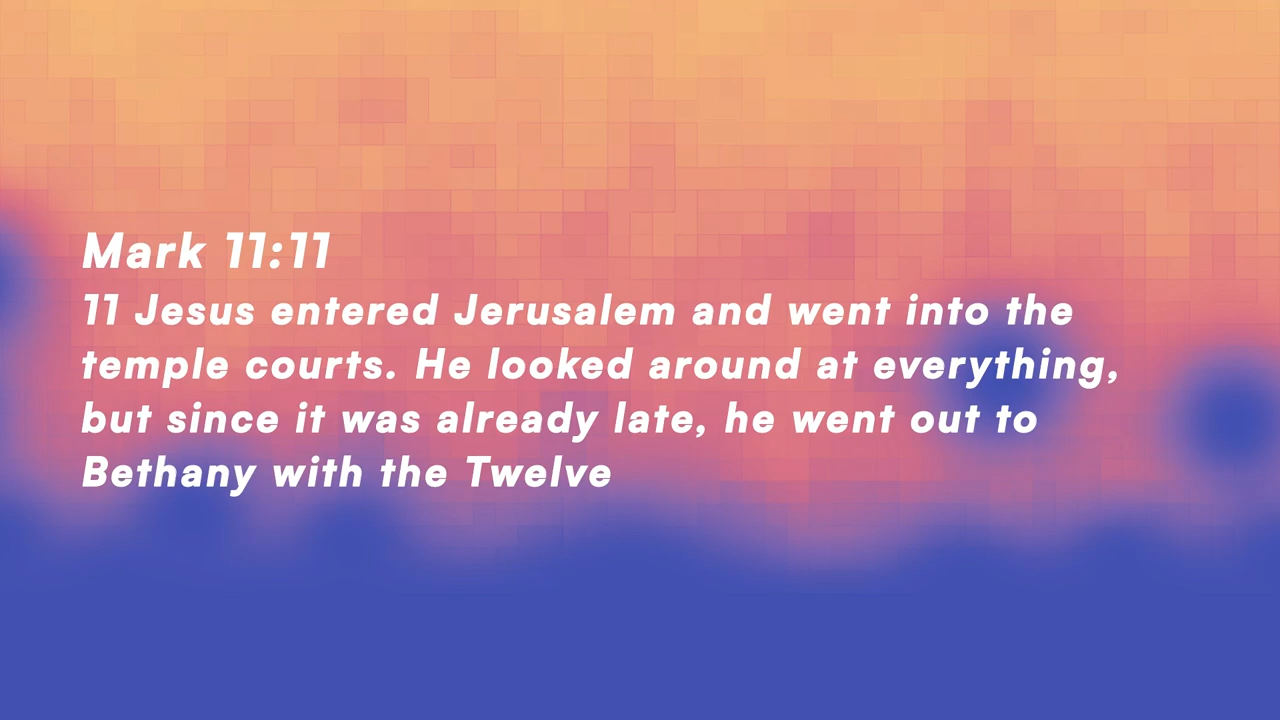 Mark 11:11
11 Jesus entered Jerusalem and went into the
temple courts. He looked around at everything,
but since it was already late, he went out to
Bethany with the Twelve